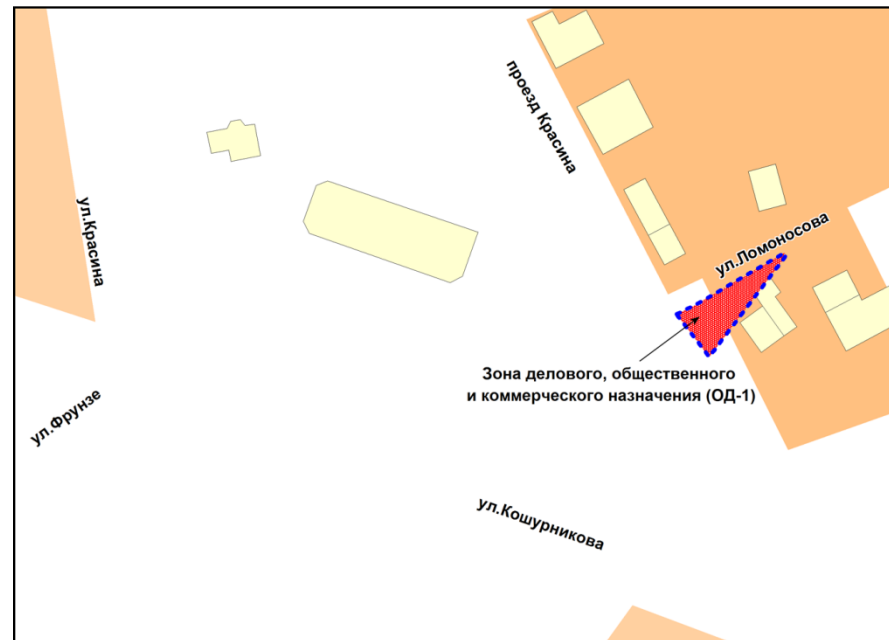 проезд Красина
ул.Красина
ул.Ломоносова
Зона делового, общественного
и коммерческого назначения (ОД-1)
ул.Фрунзе
ул.Кошурникова